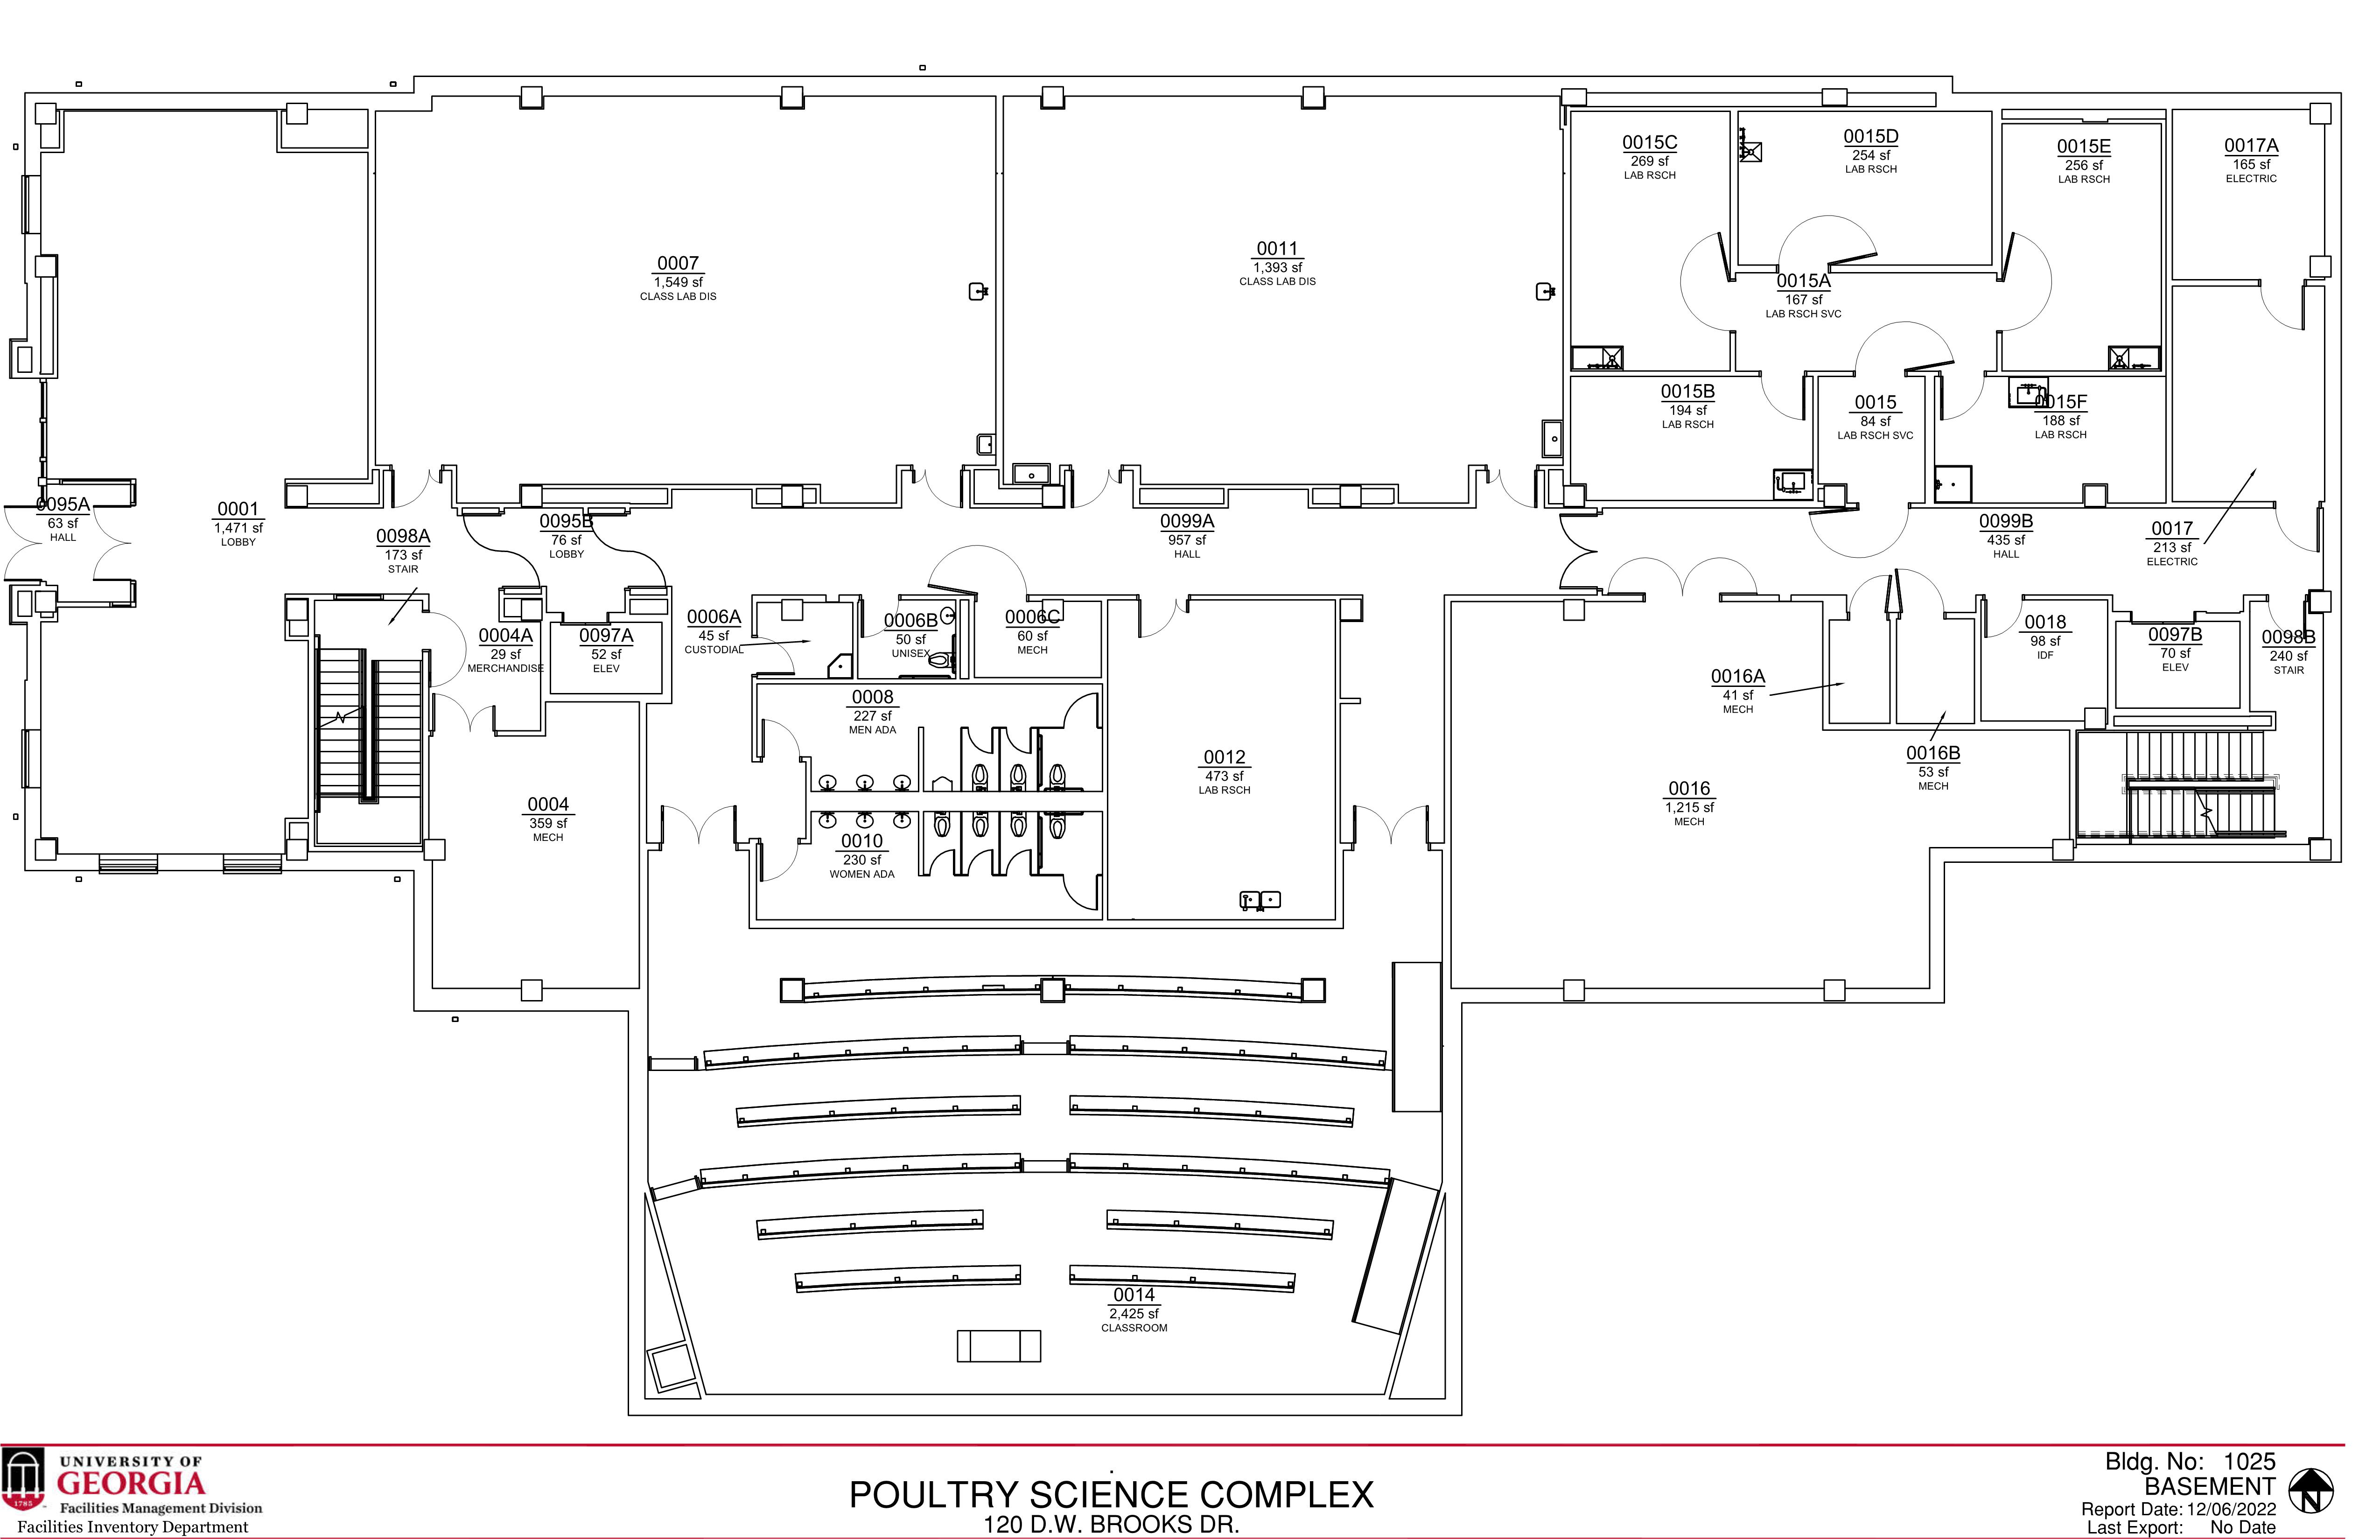 0015C
269 sf
LAB RSCH
0015D
254 sf
LAB RSCH
0015E
256 sf
LAB RSCH
0017A
165 sf
ELECTRIC
0007
1,549 sf
CLASS LAB DIS
0011
1,393 sf
CLASS LAB DIS
0015A
167 sf
LAB RSCH SVC
0015B
194 sf
LAB RSCH
0015
84 sf
LAB RSCH SVC
0015F
188 sf
LAB RSCH
0095A
63 sf
HALL
0001
1,471 sf
LOBBY
0098A
173 sf
STAIR
0095B
76 sf
LOBBY
0099A
957 sf
HALL
0099B
435 sf
HALL
0017
213 sf
ELECTRIC
0004A
29 sf
MERCHANDISE
0097A
52 sf
ELEV
0006A
45 sf
CUSTODIAL
0006B
50 sf
UNISEX
0006C
60 sf
MECH
0018
98 sf
IDF
0097B
70 sf
ELEV
0098B
240 sf
STAIR
0016A
41 sf
MECH
0008
227 sf
MEN ADA
0012
473 sf
LAB RSCH
0016B
53 sf
MECH
0004
359 sf
MECH
0016
1,215 sf
MECH
0010
230 sf
WOMEN ADA
0014
2,425 sf
CLASSROOM
1785
UNIVERSITY OF
GEORGIA
Facilities Management Division
Facilities Inventory Department
POULTRY SCIENCE COMPLEX
120 D.W. BROOKS DR.
Bldg. No: 1025
BASEMENT
Report Date: 12/06/2022
Last Export: No Date
N